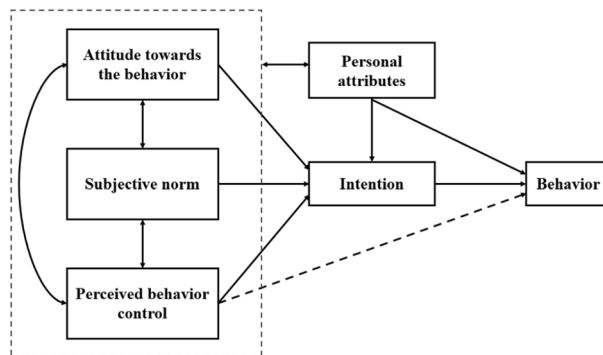 Attitude towards
the behavior
Personal
attributes
Subjective norm
Intention
Behavior
Perceived behavior
control